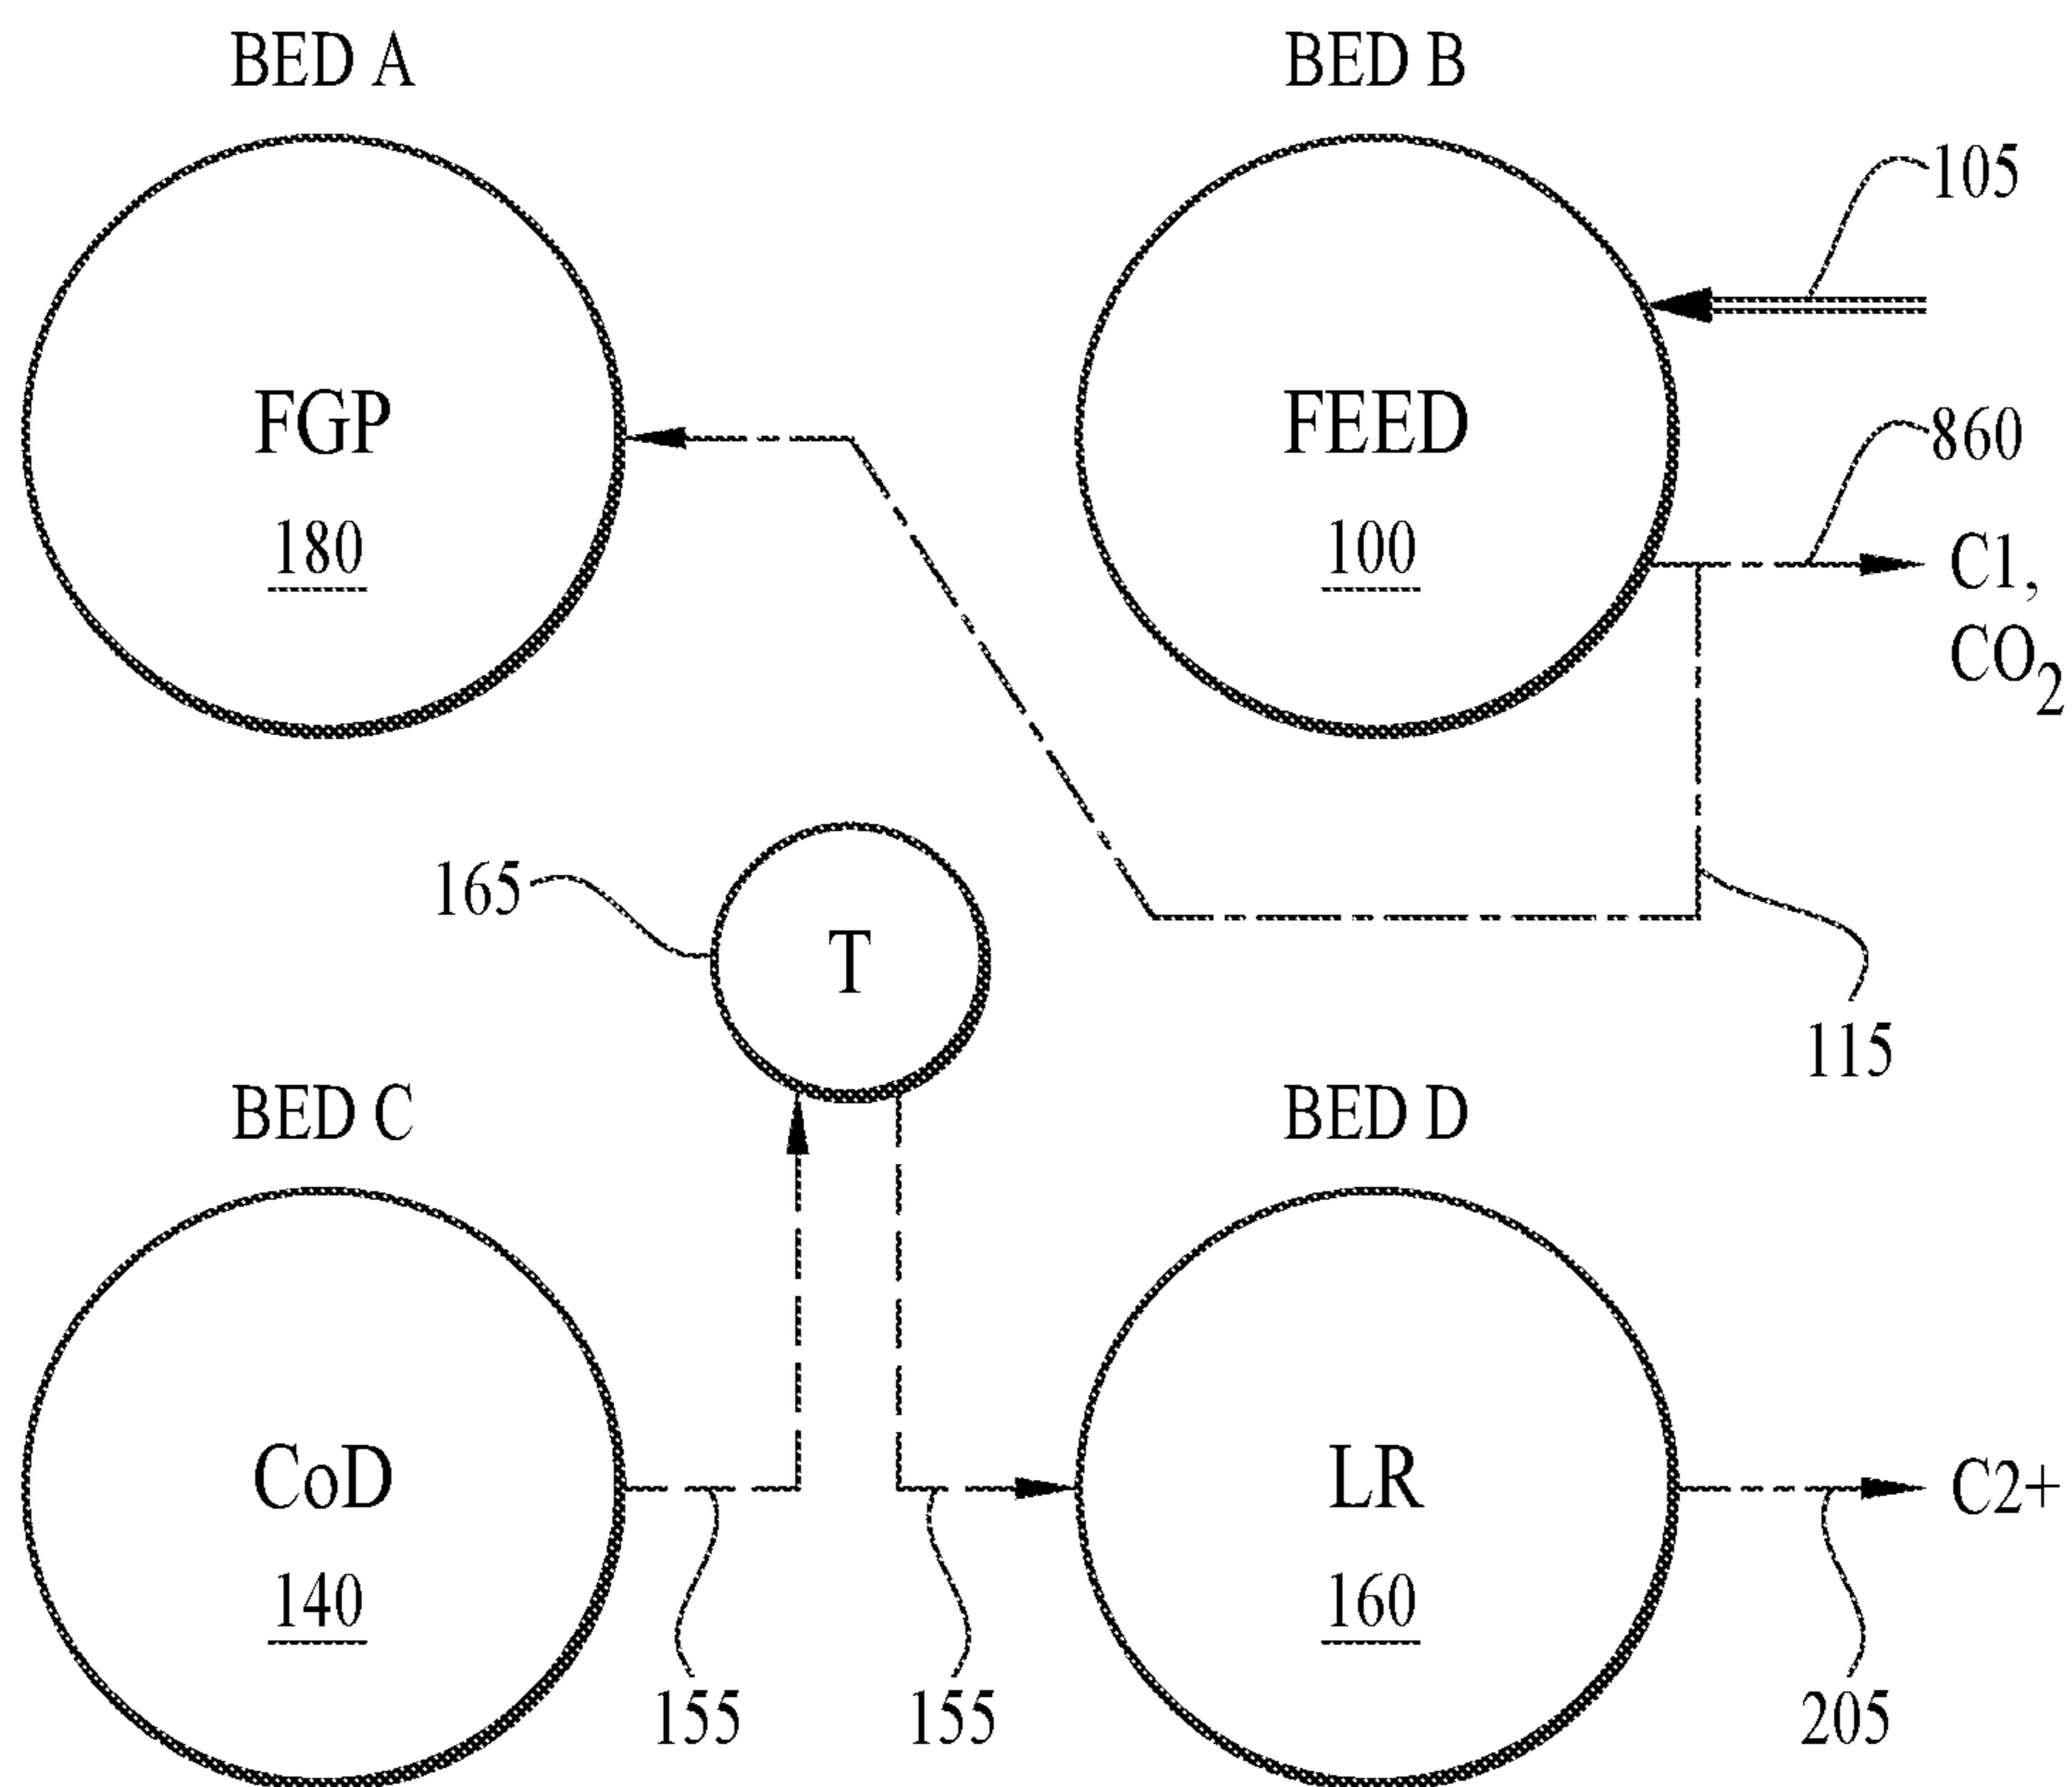 BED A
BED B
105
FGP
FEED
860
180
100
C1,
CO2
165
T
115
BED C
BED D
CoD
LR
C2+
140
160
155
155
205